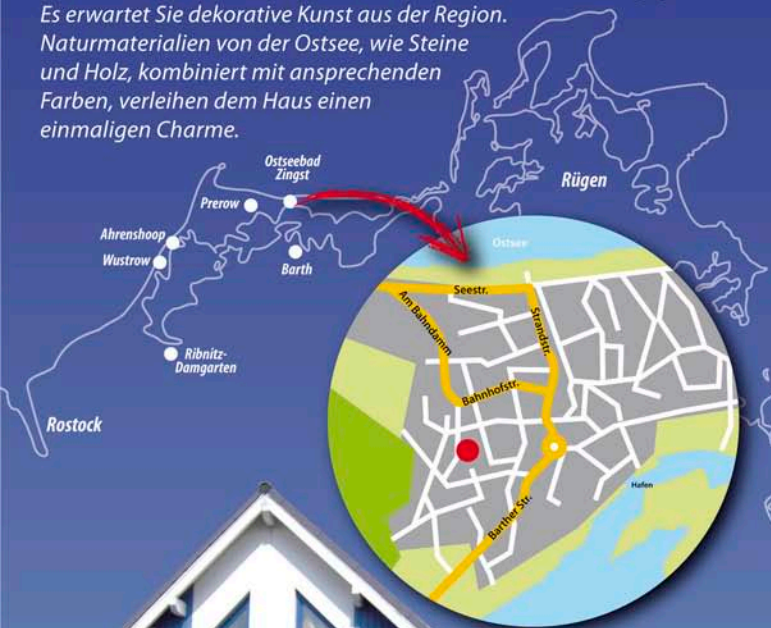 Es erwartet Sie dekorative Kunst aus der Region.
Naturmaterialien von der Ostsee, wie Steine
und Holz, kombiniert mit ansprechenden
Farben, verleihen dem Haus einen
einmaligen Charme.
Ostseebad
Zingst
Prerow
Rügen
Ahrenshoop
Wustrow
Barth
Ribnitz-
Damgarten
Rostock
Ostsee
Seestr.
Am Bahndamm
Strandstr.
Bahnhofstr.
Hafen
Barther Str.